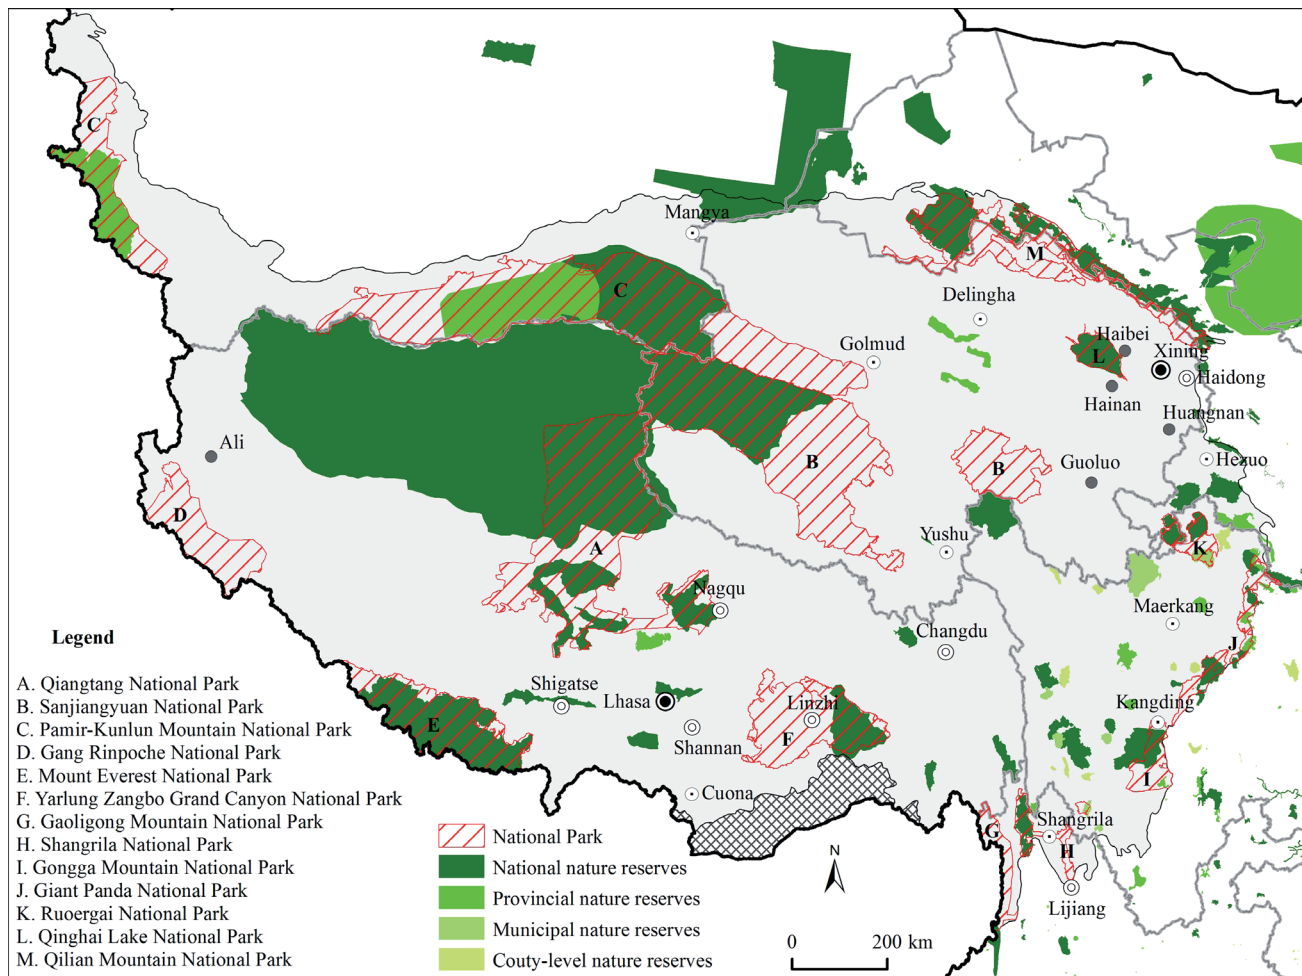 C
Mangya
M
C
Delingha
Haibei
Golmud
L
Xining
Haidong
Hainan
Huangnan
Ali
B
B
Guoluo
Hezuo
D
Yushu
K
A
Nagqu
Maerkang
Changdu
J
Shigatse
Lhasa
Linzhi
Kangding
E
Shannan
F
I
Cuona
G
Shangrila
H
Lijiang
Legend
A. Qiangtang National Park
B. Sanjiangyuan National Park
C. Pamir-Kunlun Mountain National Park
D. Gang Rinpoche National Park
E. Mount Everest National Park
F. Yarlung Zangbo Grand Canyon National Park
G. Gaoligong Mountain National Park
H. Shangrila National Park
I. Gongga Mountain National Park
J. Giant Panda National Park
K. Ruoergai National Park
L. Qinghai Lake National Park
M. Qilian Mountain National Park
National Park
National nature reserves
Provincial nature reserves
Municipal nature reserves
Couty-level nature reserves
N
0 200 km